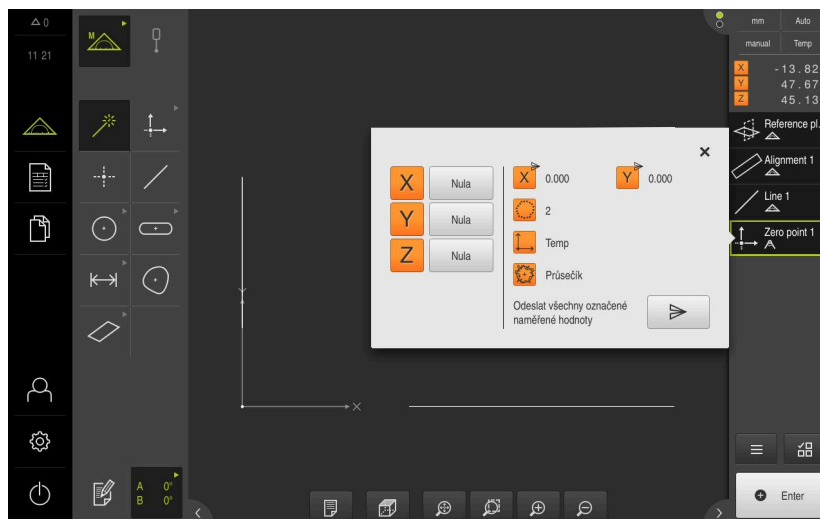 0
11 21
M
A 0°
B 0°
X
Y
X Nula
Y Nula
Z Nula
X 0.000 Y 0.000
2
Temp
Průsečík
Odeslat všechny označené
naměřené hodnoty
mm Auto
manual Temp
X -13.82
Y 47.67
Z 45.13
Reference pl.
Alignment 1
Line 1
Zero point 1
Enter